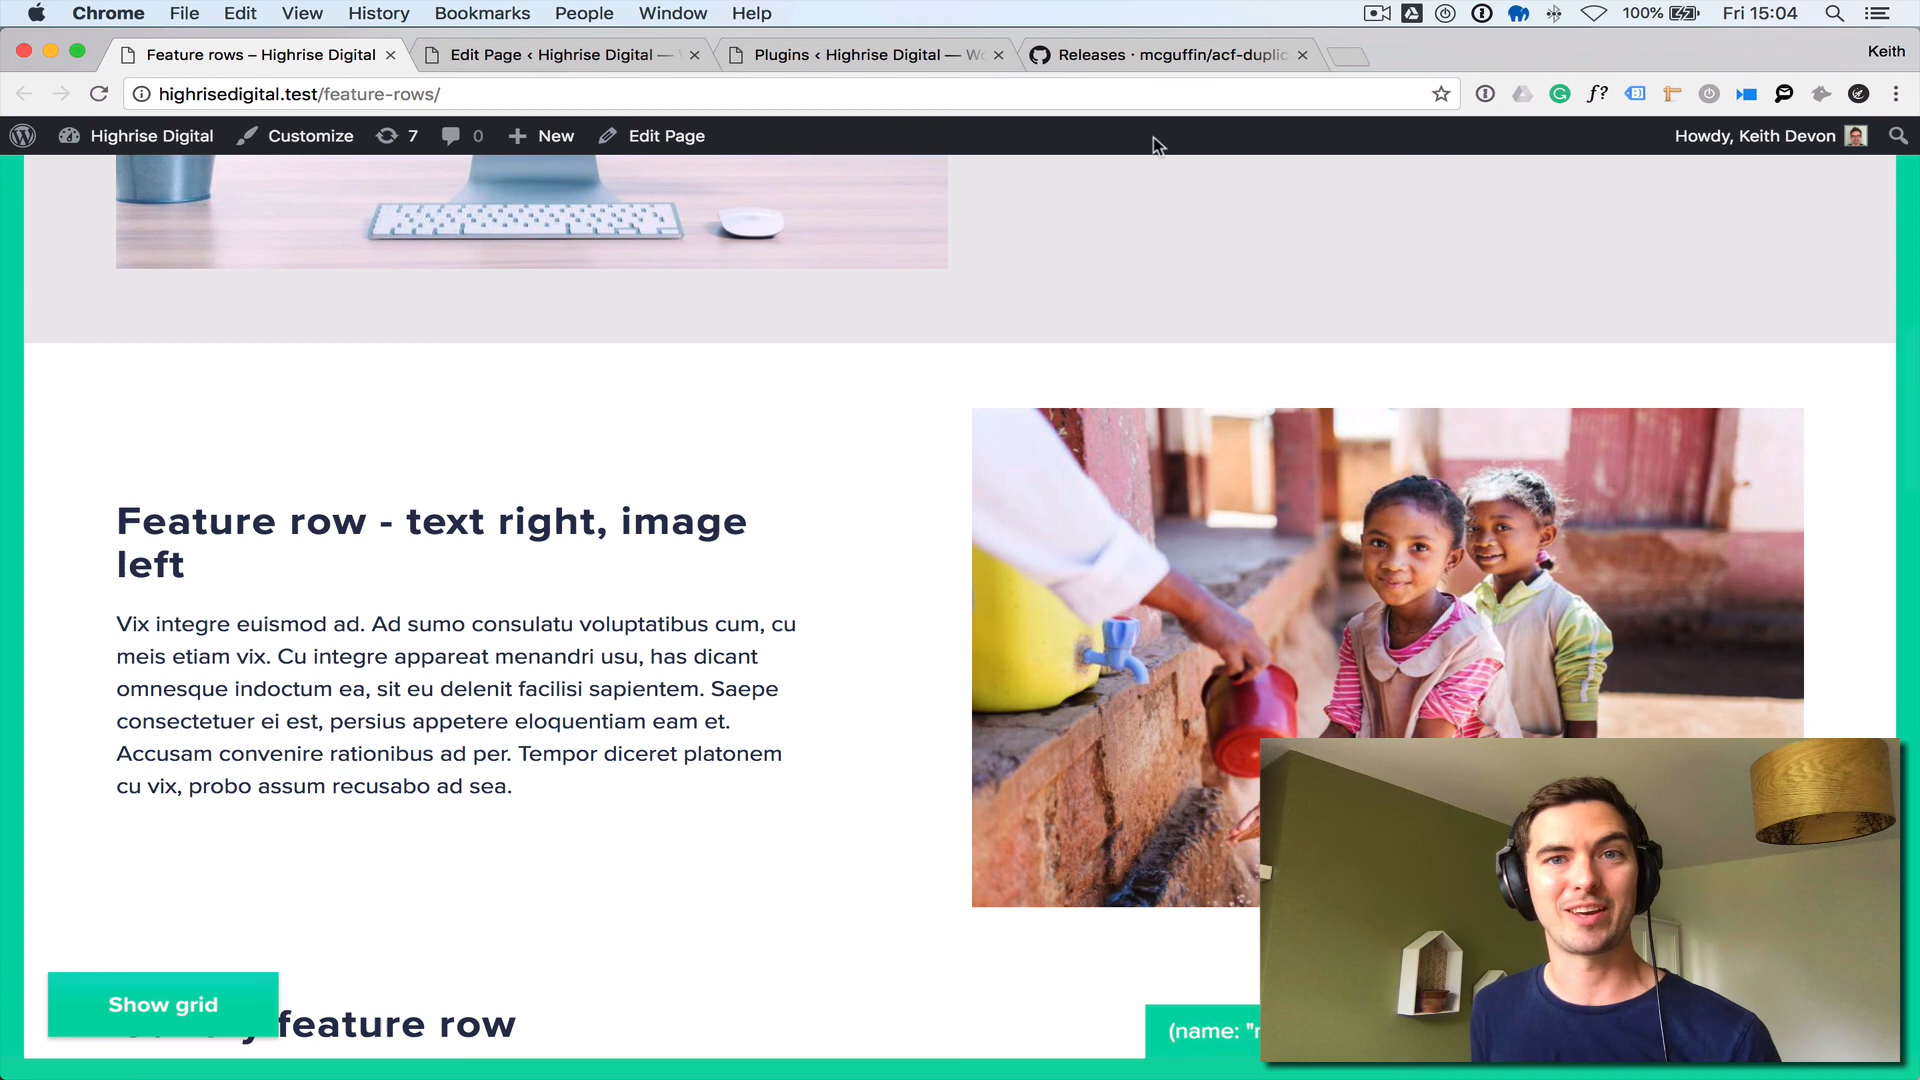 Chrome File Edit View History Bookmarks People Window Help 100% Fri 15:04
Feature rows – Highrise Digital Edit Page ‹ Highrise Digital — Plugins ‹ Highrise Digital — Wo Releases · mcguffin/acf-duplic Keith
highrisedigital.test/feature-rows/
Highrise Digital Customize 7 0 New Edit Page Howdy, Keith Devon
Feature row - text right, image
left
Vix integre euismod ad. Ad sumo consulatu voluptatibus cum, cu
meis etiam vix. Cu integre appareat menandri usu, has dicant
omnesque indoctum ea, sit eu delenit facilisi sapientem. Saepe
consectetuer ei est, persius appetere eloquentiam eam et.
Accusam convenire rationibus ad per. Tempor diceret platonem
cu vix, probo assum recusabo ad sea.
Show grid
feature row
(name: "